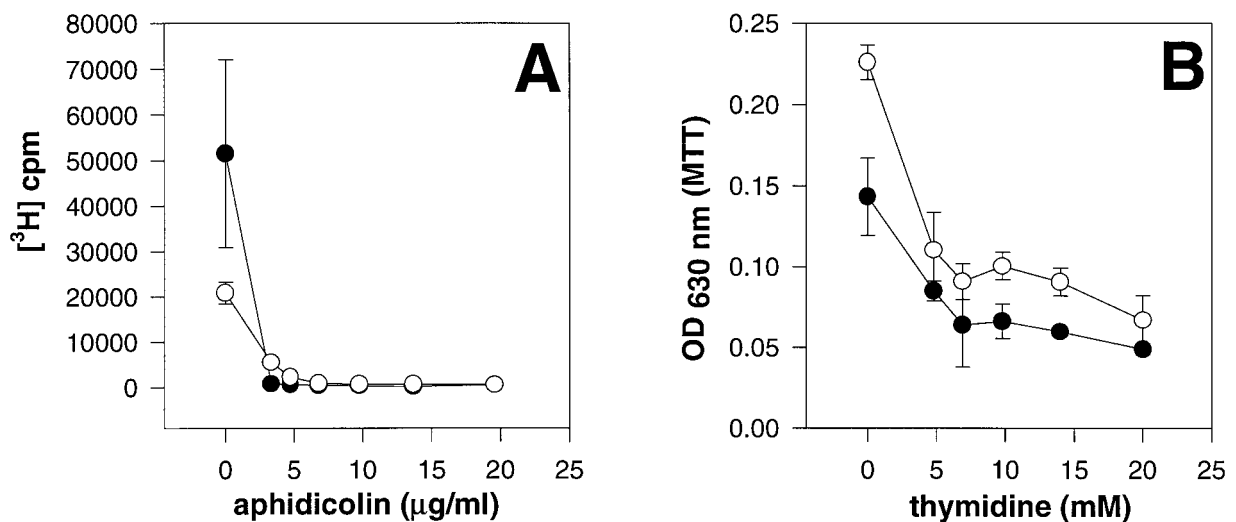 A
80000
70000
60000
50000
40000
30000
20000
10000
0
[³H] cpm
0 5 10 15 20 25
aphidicolin (μg/ml)
B
0.25
0.20
0.15
0.10
0.05
0.00
OD 630 nm (MTT)
0 5 10 15 20 25
thymidine (mM)